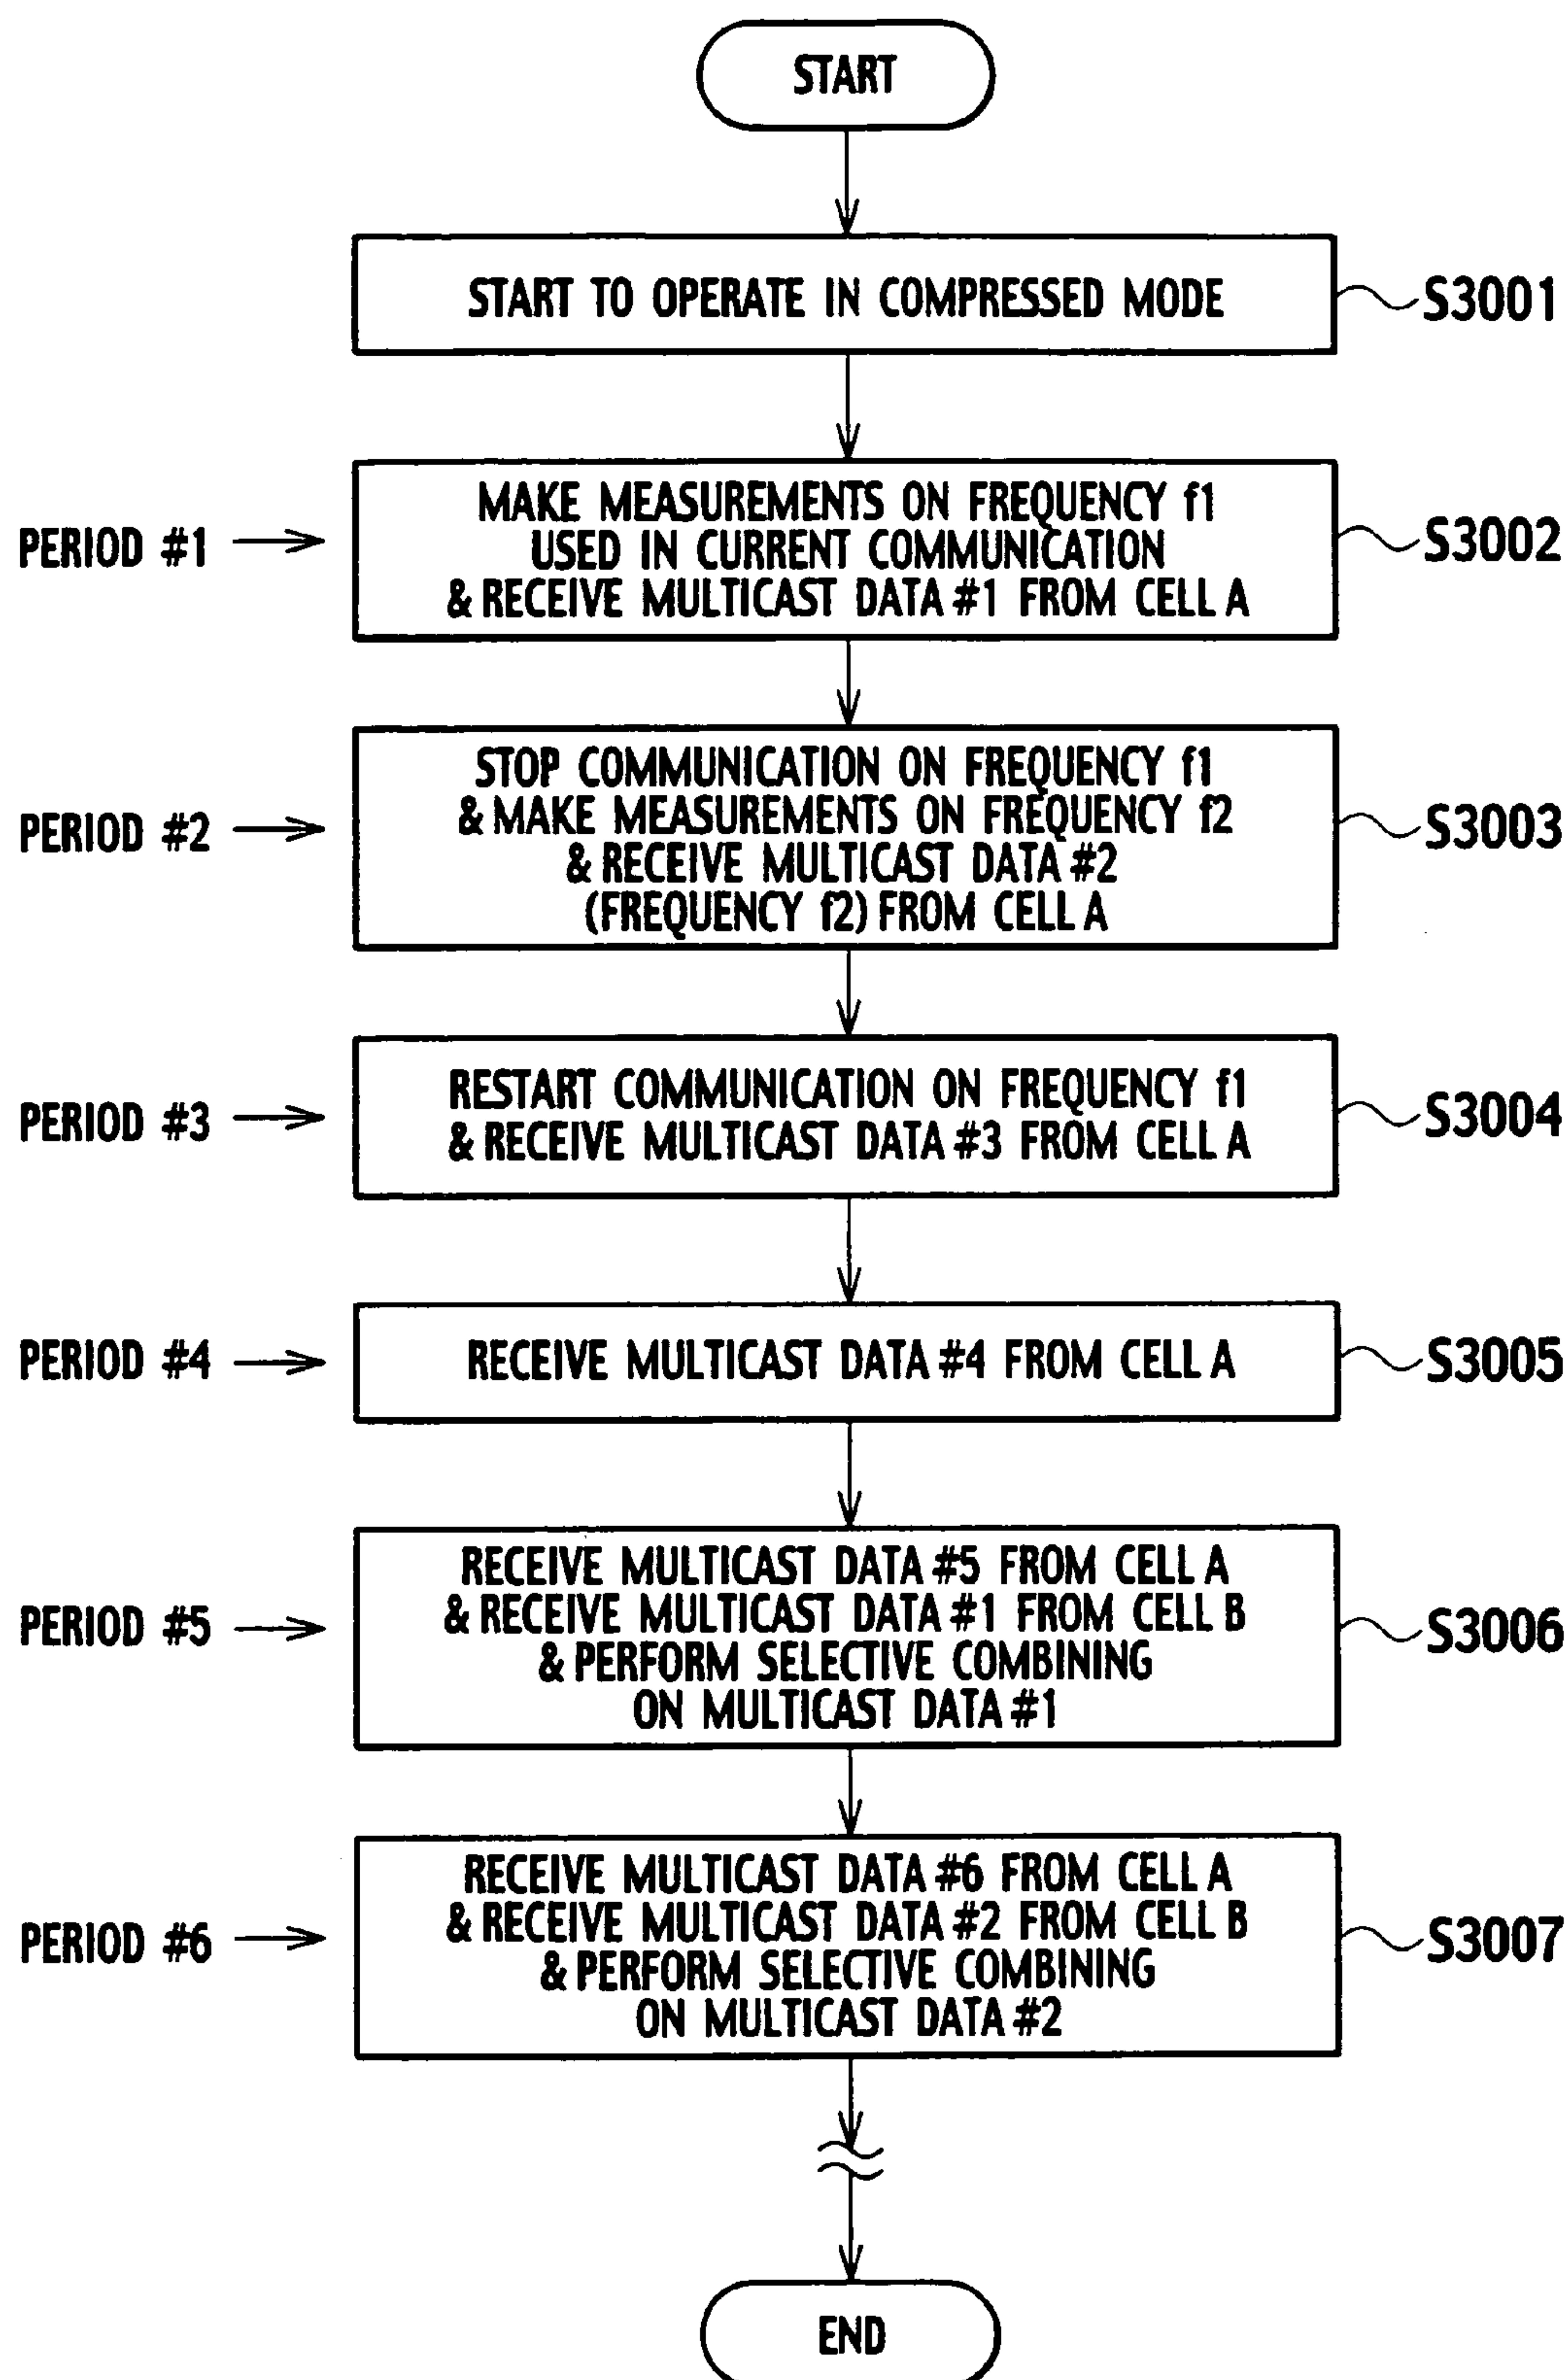 START
START TO OPERATE IN COMPRESSED MODE
S3001
PERIOD #1
MAKE MEASUREMENTS ON FREQUENCY f1
USED IN CURRENT COMMUNICATION
& RECEIVE MULTICAST DATA #1 FROM CELL A
S3002
PERIOD #2
STOP COMMUNICATION ON FREQUENCY f1
& MAKE MEASUREMENTS ON FREQUENCY f2
& RECEIVE MULTICAST DATA #2
(FREQUENCY f2) FROM CELL A
S3003
PERIOD #3
RESTART COMMUNICATION ON FREQUENCY f1
& RECEIVE MULTICAST DATA #3 FROM CELL A
S3004
PERIOD #4
RECEIVE MULTICAST DATA #4 FROM CELL A
S3005
PERIOD #5
RECEIVE MULTICAST DATA #5 FROM CELL A
& RECEIVE MULTICAST DATA #1 FROM CELL B
& PERFORM SELECTIVE COMBINING
ON MULTICAST DATA #1
S3006
PERIOD #6
RECEIVE MULTICAST DATA #6 FROM CELL A
& RECEIVE MULTICAST DATA #2 FROM CELL B
& PERFORM SELECTIVE COMBINING
ON MULTICAST DATA #2
S3007
END